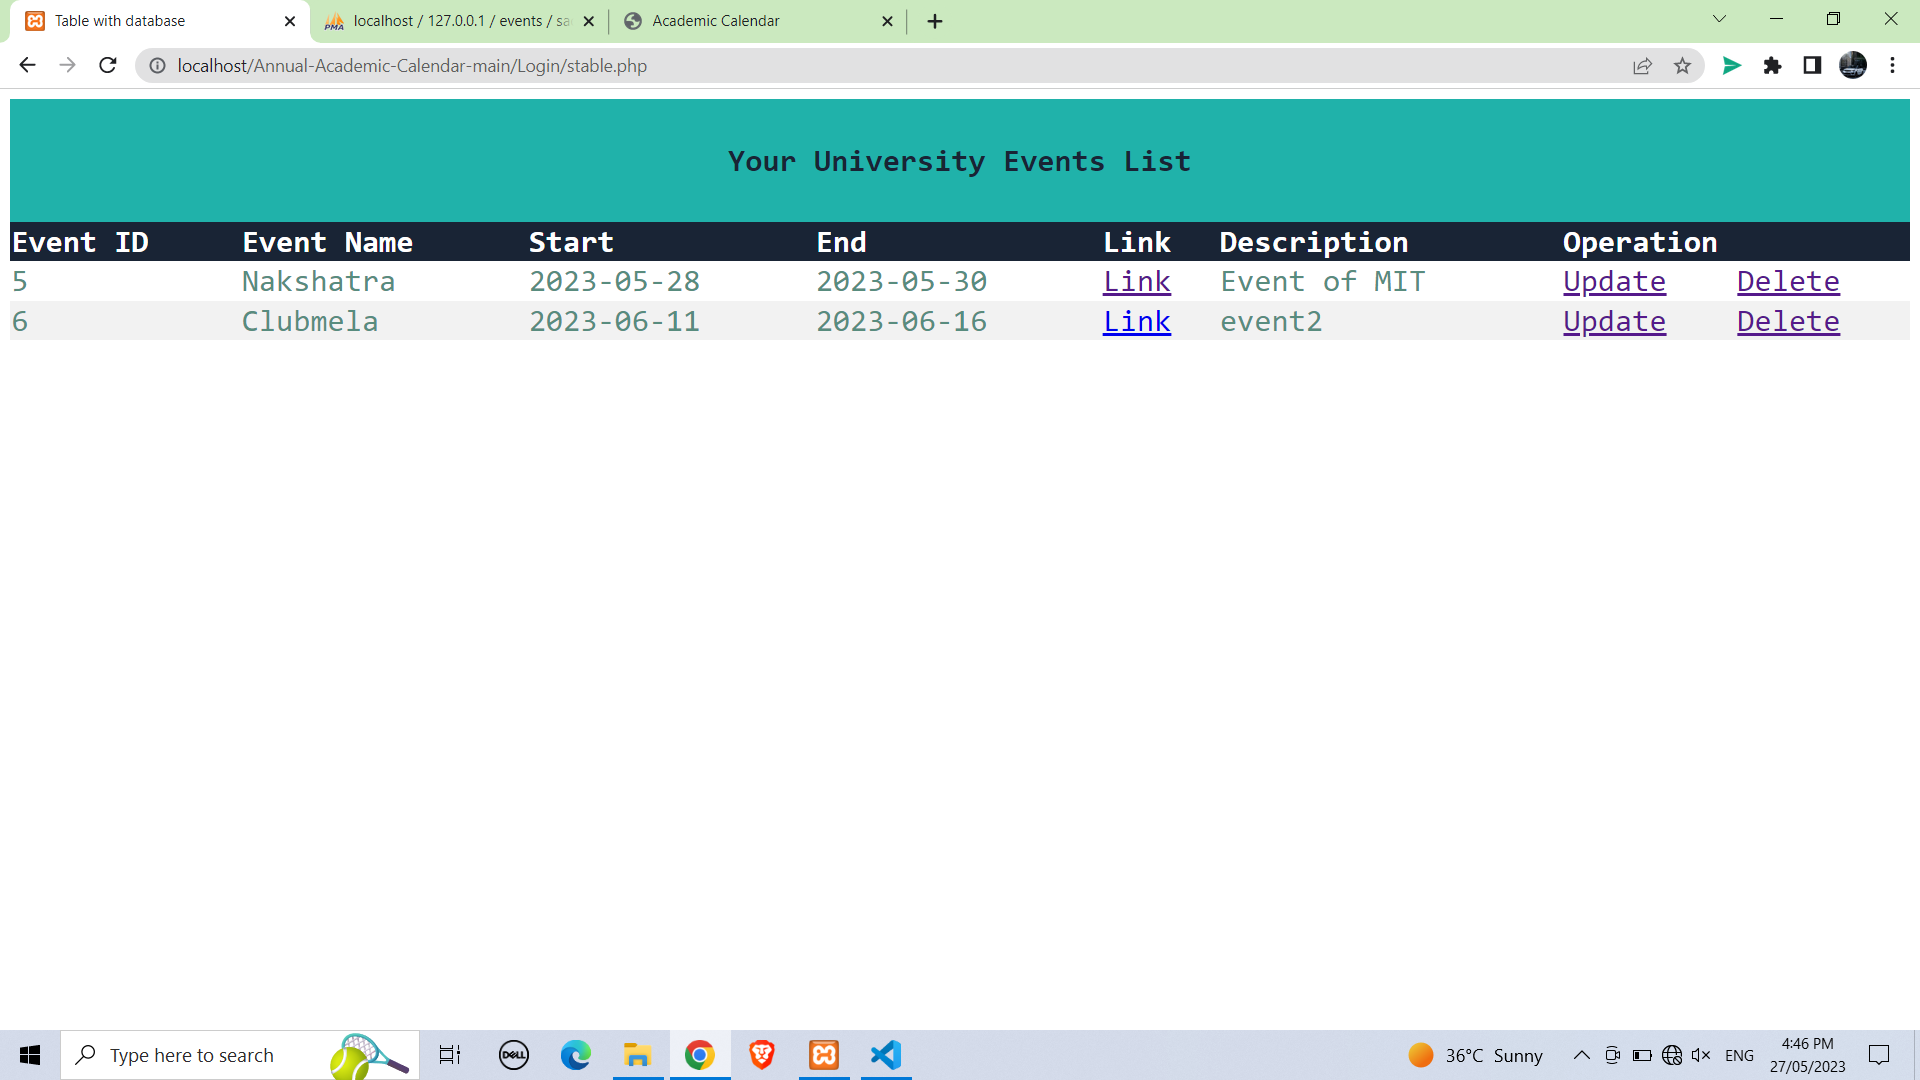 Table with database
localhost / 127.0.0.1 / events / sa
Academic Calendar
localhost/Annual-Academic-Calendar-main/Login/stable.php
Your University Events List
Event ID Event Name Start End Link Description Operation
5 Nakshatra 2023-05-28 2023-05-30 Link Event of MIT Update Delete
6 Clubmela 2023-06-11 2023-06-16 Link event2 Update Delete
Type here to search
DELL
36°C Sunny
ENG
4:46 PM
27/05/2023